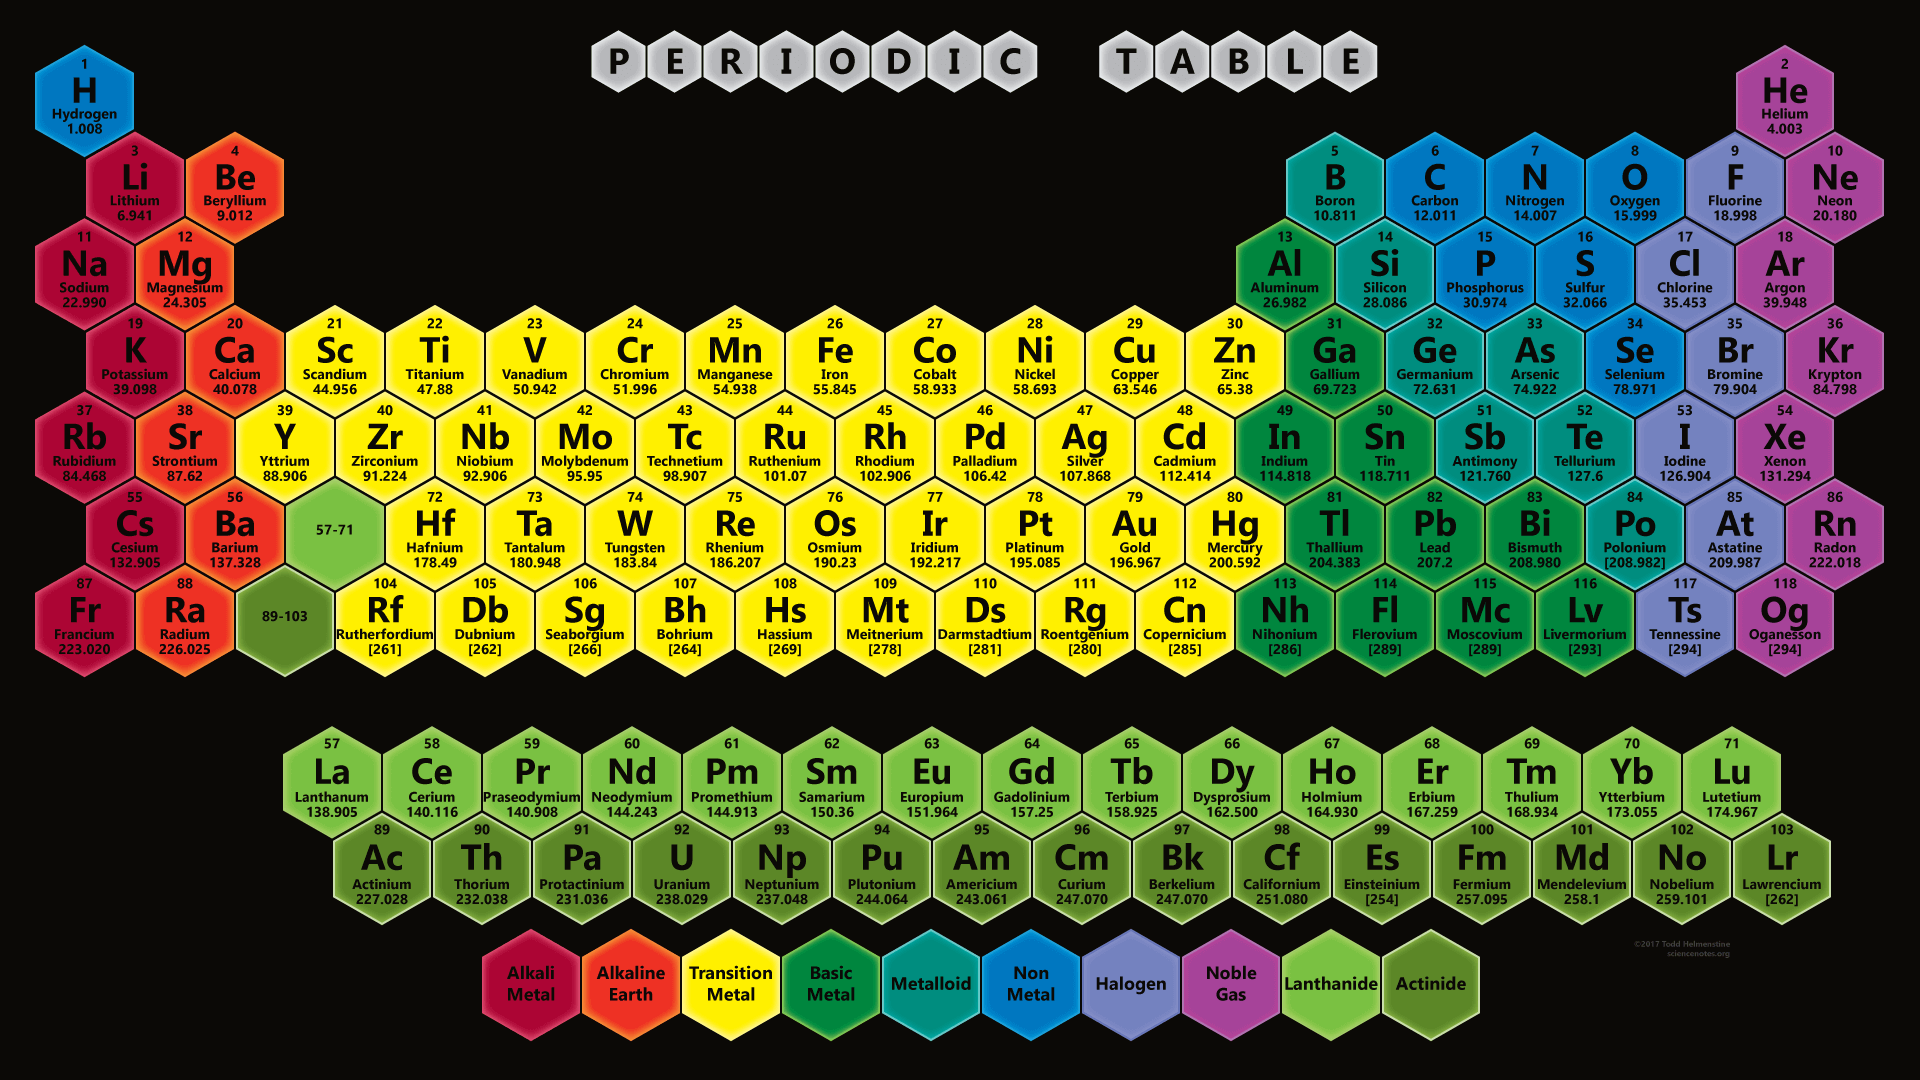 PERIODIC TABLE
1
H
Hydrogen
1.008
2
He
Helium
4.003
3
Li
Lithium
6.941
4
Be
Beryllium
9.012
5
B
Boron
10.811
6
C
Carbon
12.011
7
N
Nitrogen
14.007
8
O
Oxygen
15.999
9
F
Fluorine
18.998
10
Ne
Neon
20.180
11
Na
Sodium
22.990
12
Mg
Magnesium
24.305
13
Al
Aluminum
26.982
14
Si
Silicon
28.086
15
P
Phosphorus
30.974
16
S
Sulfur
32.066
17
Cl
Chlorine
35.453
18
Ar
Argon
39.948
19
K
Potassium
39.098
20
Ca
Calcium
40.078
21
Sc
Scandium
44.956
22
Ti
Titanium
47.88
23
V
Vanadium
50.942
24
Cr
Chromium
51.996
25
Mn
Manganese
54.938
26
Fe
Iron
55.845
27
Co
Cobalt
58.933
28
Ni
Nickel
58.693
29
Cu
Copper
63.546
30
Zn
Zinc
65.38
31
Ga
Gallium
69.723
32
Ge
Germanium
72.631
33
As
Arsenic
74.922
34
Se
Selenium
78.971
35
Br
Bromine
79.904
36
Kr
Krypton
84.798
37
Rb
Rubidium
84.468
38
Sr
Strontium
87.62
39
Y
Yttrium
88.906
40
Zr
Zirconium
91.224
41
Nb
Niobium
92.906
42
Mo
Molybdenum
95.95
43
Tc
Technetium
98.907
44
Ru
Ruthenium
101.07
45
Rh
Rhodium
102.906
46
Pd
Palladium
106.42
47
Ag
Silver
107.868
48
Cd
Cadmium
112.414
49
In
Indium
114.818
50
Sn
Tin
118.711
51
Sb
Antimony
121.760
52
Te
Tellurium
127.6
53
I
Iodine
126.904
54
Xe
Xenon
131.294
55
Cs
Cesium
132.905
56
Ba
Barium
137.328
57-71
72
Hf
Hafnium
178.49
73
Ta
Tantalum
180.948
74
W
Tungsten
183.84
75
Re
Rhenium
186.207
76
Os
Osmium
190.23
77
Ir
Iridium
192.217
78
Pt
Platinum
195.085
79
Au
Gold
196.967
80
Hg
Mercury
200.592
81
Tl
Thallium
204.383
82
Pb
Lead
207.2
83
Bi
Bismuth
208.980
84
Po
Polonium
[208.982]
85
At
Astatine
209.987
86
Rn
Radon
222.018
87
Fr
Francium
223.020
88
Ra
Radium
226.025
89-103
104
Rf
Rutherfordium
[261]
105
Db
Dubnium
[262]
106
Sg
Seaborgium
[266]
107
Bh
Bohrium
[264]
108
Hs
Hassium
[269]
109
Mt
Meitnerium
[278]
110
Ds
Darmstadtium
[281]
111
Rg
Roentgenium
[280]
112
Cn
Copernicium
[285]
113
Nh
Nihonium
[286]
114
Fl
Flerovium
[289]
115
Mc
Moscovium
[289]
116
Lv
Livermorium
[293]
117
Ts
Tennessine
[294]
118
Og
Oganesson
[294]
57
La
Lanthanum
138.905
58
Ce
Cerium
140.116
59
Pr
Praseodymium
140.908
60
Nd
Neodymium
144.243
61
Pm
Promethium
144.913
62
Sm
Samarium
150.36
63
Eu
Europium
151.964
64
Gd
Gadolinium
157.25
65
Tb
Terbium
158.925
66
Dy
Dysprosium
162.500
67
Ho
Holmium
164.930
68
Er
Erbium
167.259
69
Tm
Thulium
168.934
70
Yb
Ytterbium
173.055
71
Lu
Lutetium
174.967
89
Ac
Actinium
227.028
90
Th
Thorium
232.038
91
Pa
Protactinium
231.036
92
U
Uranium
238.029
93
Np
Neptunium
237.048
94
Pu
Plutonium
244.064
95
Am
Americium
243.061
96
Cm
Curium
247.070
97
Bk
Berkelium
247.070
98
Cf
Californium
251.080
99
Es
Einsteinium
[254]
100
Fm
Fermium
257.095
101
Md
Mendelevium
258.1
102
No
Nobelium
259.101
103
Lr
Lawrencium
[262]
Alkali
Metal
Alkaline
Earth
Transition
Metal
Basic
Metal
Metalloid
Non
Metal
Halogen
Noble
Gas
Lanthanide
Actinide
©2017 Todd Helmenstine
sciencenotes.org